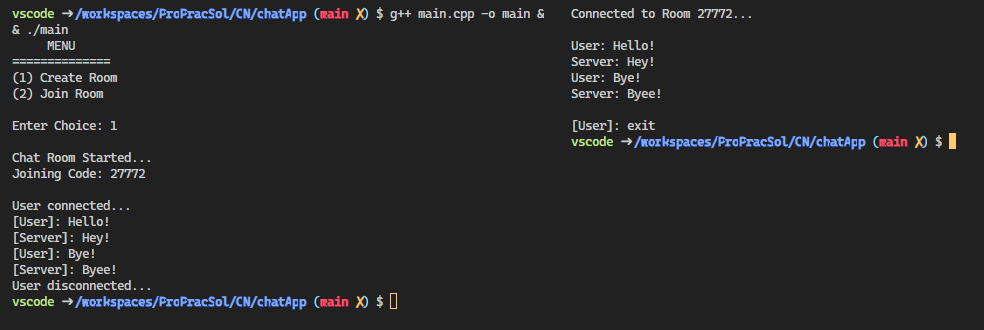 vscode ➜/workspaces/ProPracSol/CN/chatApp (main ✗) $ g++ main.cpp -o main &
& ./main
MENU
==============
(1) Create Room
(2) Join Room
Enter Choice: 1
Chat Room Started...
Joining Code: 27772
User connected...
[User]: Hello!
[Server]: Hey!
[User]: Bye!
[Server]: Byee!
User disconnected...
vscode ➜/workspaces/ProPracSol/CN/chatApp (main ✗) $
Connected to Room 27772...
User: Hello!
Server: Hey!
User: Bye!
Server: Byee!
[User]: exit
vscode ➜/workspaces/ProPracSol/CN/chatApp (main ✗) $